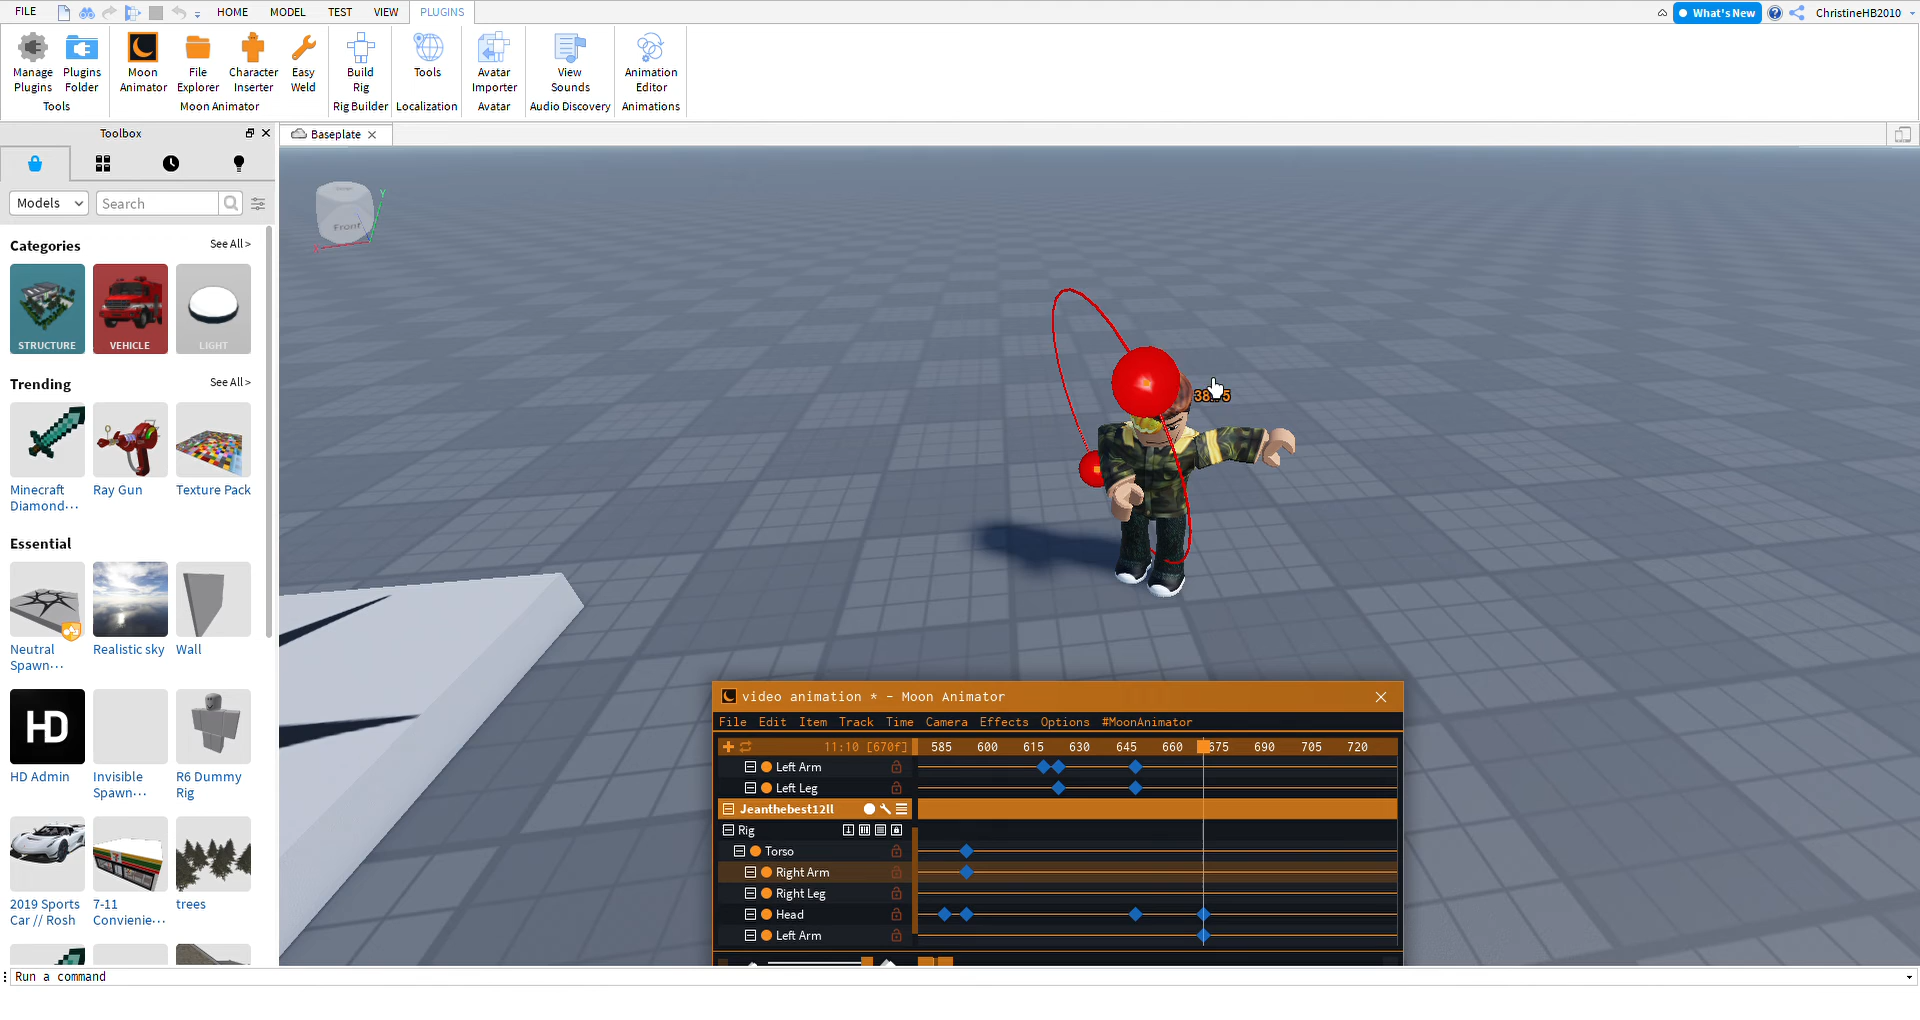 FILE HOME MODEL TEST VIEW PLUGINS What's New ChristineHB2010
Manage Plugins
Plugins Folder
Moon Animator
File Explorer
Character Inserter
Easy Weld
Build Rig
Tools
Avatar Importer
View Sounds
Animation Editor
Tools Moon Animator Rig Builder Localization Avatar Audio Discovery Animations
Toolbox
Baseplate
Models Search
Front
Y
Categories See All >
STRUCTURE VEHICLE LIGHT
Trending See All >
Minecraft Diamond···
Ray Gun
Texture Pack
Essential
Neutral Spawn···
Realistic sky
Wall
HD
HD Admin
Invisible Spawn···
R6 Dummy Rig
2019 Sports Car // Rosh
7-11 Convienie···
trees
video animation * - Moon Animator
File Edit Item Track Time Camera Effects Options #MoonAnimator
11:10 [670f] 585 600 615 630 645 660 675 690 705 720
Left Arm
Left Leg
Jeanthebest12ll
Rig
Torso
Right Arm
Right Leg
Head
Left Arm
Run a command